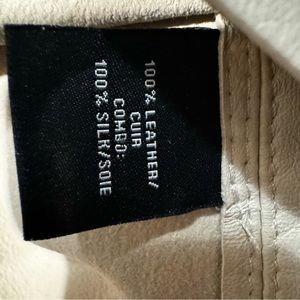 100% LEATHER/
CUIR
COMBO:
100% SILK/SOIE